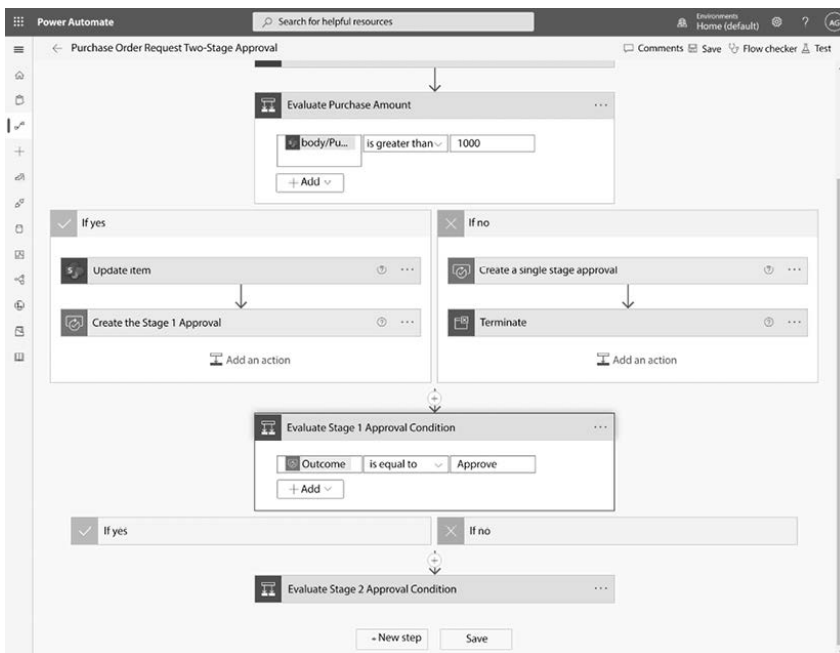 Power Automate
Search for helpful resources
Environments
Home (default)
?
AG
Purchase Order Request Two-Stage Approval
Comments Save Flow checker Test
Evaluate Purchase Amount
body/Pu... is greater than 1000
+ Add
If yes
If no
Update item
Create a single stage approval
Create the Stage 1 Approval
Terminate
Add an action
Add an action
Evaluate Stage 1 Approval Condition
Outcome is equal to Approve
+ Add
If yes
If no
Evaluate Stage 2 Approval Condition
+ New step
Save